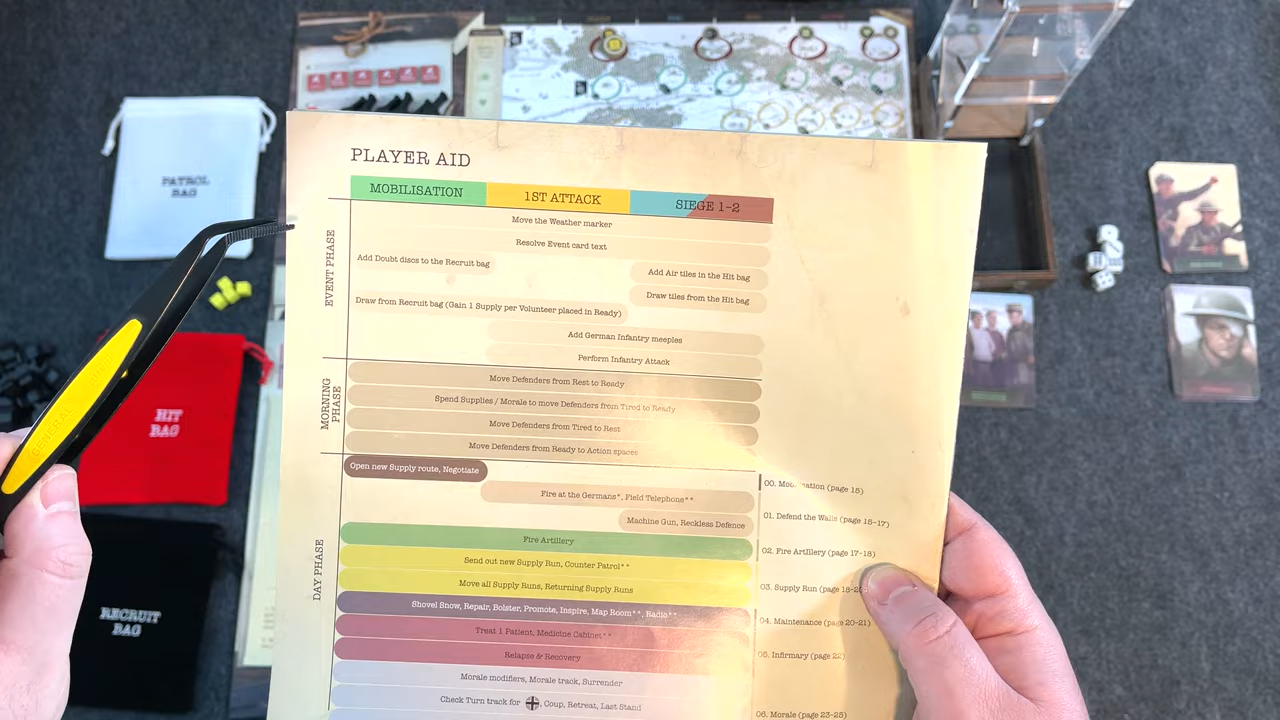 PLAYER AID
MOBILISATION
1ST ATTACK
SIEGE 1-2
EVENT PHASE
Move the Weather marker
Resolve Event card text
Add Doubt discs to the Recruit bag
Add Air tiles in the Hit bag
Draw tiles from the Hit bag
Draw from Recruit bag (Gain 1 Supply per Volunteer placed in Ready)
Add German Infantry meeples
Perform Infantry Attack
MORNING
PHASE
Move Defenders from Rest to Ready
Spend Supplies / Morale to move Defenders from Tired to Ready
Move Defenders from Tired to Rest
Move Defenders from Ready to Action spaces
DAY PHASE
Open new Supply route, Negotiate
Fire at the Germans*, Field Telephone**
Machine Gun, Reckless Defence
Fire Artillery
Send out new Supply Run, Counter Patrol**
Move all Supply Runs, Returning Supply Runs
Shovel Snow, Repair, Bolster, Promote, Inspire, Map Room**, Radio**
Treat 1 Patient, Medicine Cabinet**
Relapse & Recovery
Morale modifiers, Morale track, Surrender
Check Turn track for , Coup, Retreat, Last Stand
00. (page 15)
01. Defend the Walls (page 15-17)
02. Fire Artillery (page 17-18)
03. Supply Run (page 18-20
04. Maintenance (page 20-21)
05. Infirmary (page 22)
06. Morale (page 23-25)
PATROL
BAG
HIT
BAG
RECRUIT
BAG
GENERAL